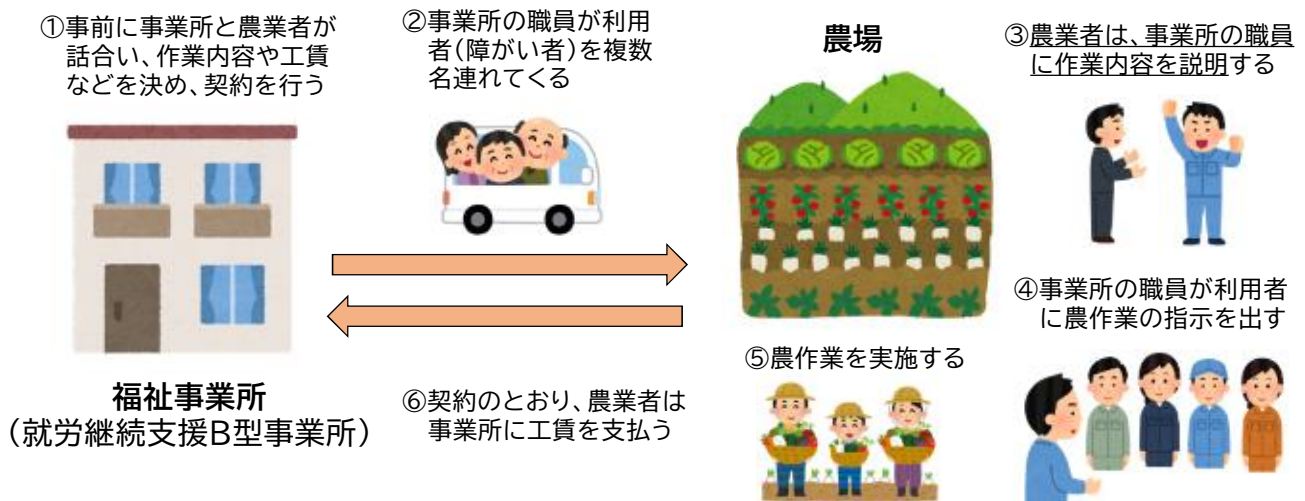 ①事前に事業所と農業者が
話合い、作業内容や工賃
などを決め、契約を行う
②事業所の職員が利用
者(障がい者)を複数
名連れてくる
農場
③農業者は、事業所の職員
に作業内容を説明する
④事業所の職員が利用者
に農作業の指示を出す
⑤農作業を実施する
福祉事業所
(就労継続支援B型事業所)
⑥契約のとおり、農業者は
事業所に工賃を支払う